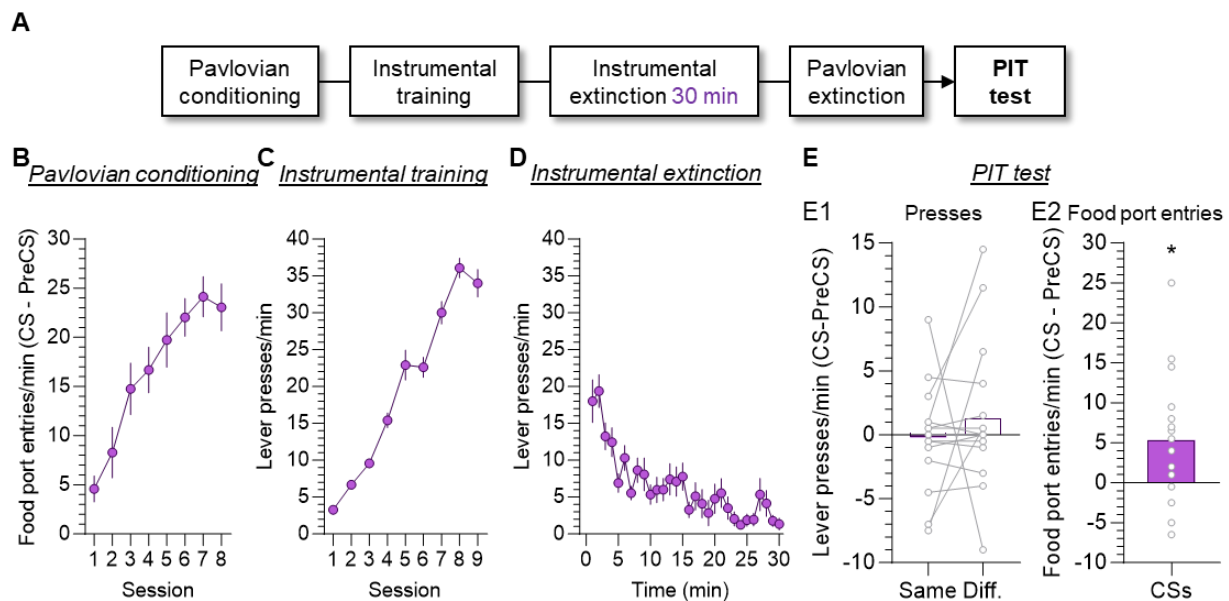 A
Pavlovian
conditioning
Instrumental
training
Instrumental
extinction 30 min
Pavlovian
extinction
PIT
test
B
Pavlovian conditioning
C
Instrumental training
D
Instrumental extinction
E
PIT test
Food port entries/min (CS - PreCS)
30
25
20
15
10
5
0
1 2 3 4 5 6 7 8
Session
Lever presses/min
40
35
30
25
20
15
10
5
0
1 2 3 4 5 6 7 8 9
Session
Lever presses/min
40
35
30
25
20
15
10
5
0
0 5 10 15 20 25 30
Time (min)
E1
Presses
Lever presses/min (CS-PreCS)
15
10
5
0
-5
-10
Same Diff.
E2
Food port entries
Food port entries/min (CS - PreCS)
30
25
20
15
10
5
0
-5
-10
*
CSs